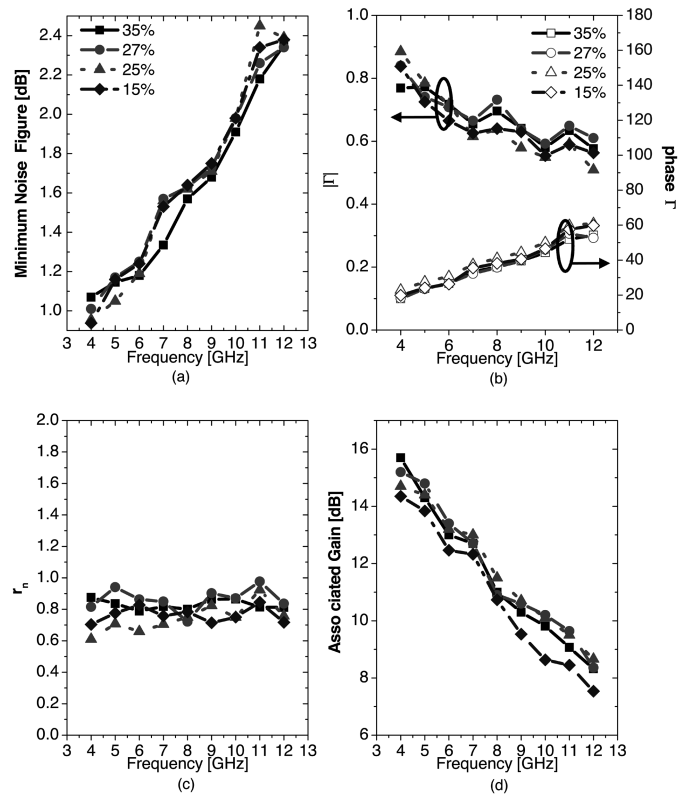 2.4
2.2
2.0
1.8
1.6
1.4
1.2
1.0
Minimum Noise Figure [dB]
35%
27%
25%
15%
3 4 5 6 7 8 9 10 11 12 13
Frequency [GHz]
(a)
1.0
0.8
0.6
0.4
0.2
0.0
|Γ|
35%
27%
25%
15%
180
160
140
120
100
80
60
40
20
0
phase Γ
3 4 5 6 7 8 9 10 11 12 13
Frequency [GHz]
(b)
2.0
1.8
1.6
1.4
1.2
1.0
0.8
0.6
0.4
0.2
0.0
rn
3 4 5 6 7 8 9 10 11 12 13
Frequency [GHz]
(c)
16
14
12
10
8
6
Asso ciated Gain [dB]
3 4 5 6 7 8 9 10 11 12 13
Frequency [GHz]
(d)